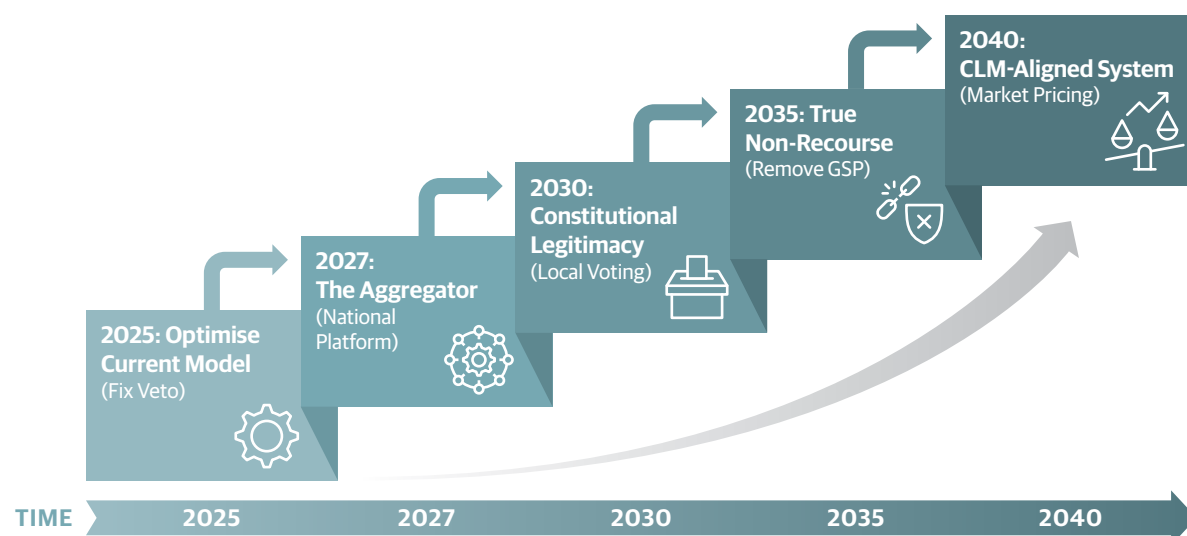 2040:
CLM-Aligned System
(Market Pricing)
2035: True
Non-Recourse
(Remove GSP)
2030:
Constitutional
Legitimacy
(Local Voting)
2027:
The Aggregator
(National
Platform)
2025: Optimise
Current Model
(Fix Veto)
TIME 2025 2027 2030 2035 2040